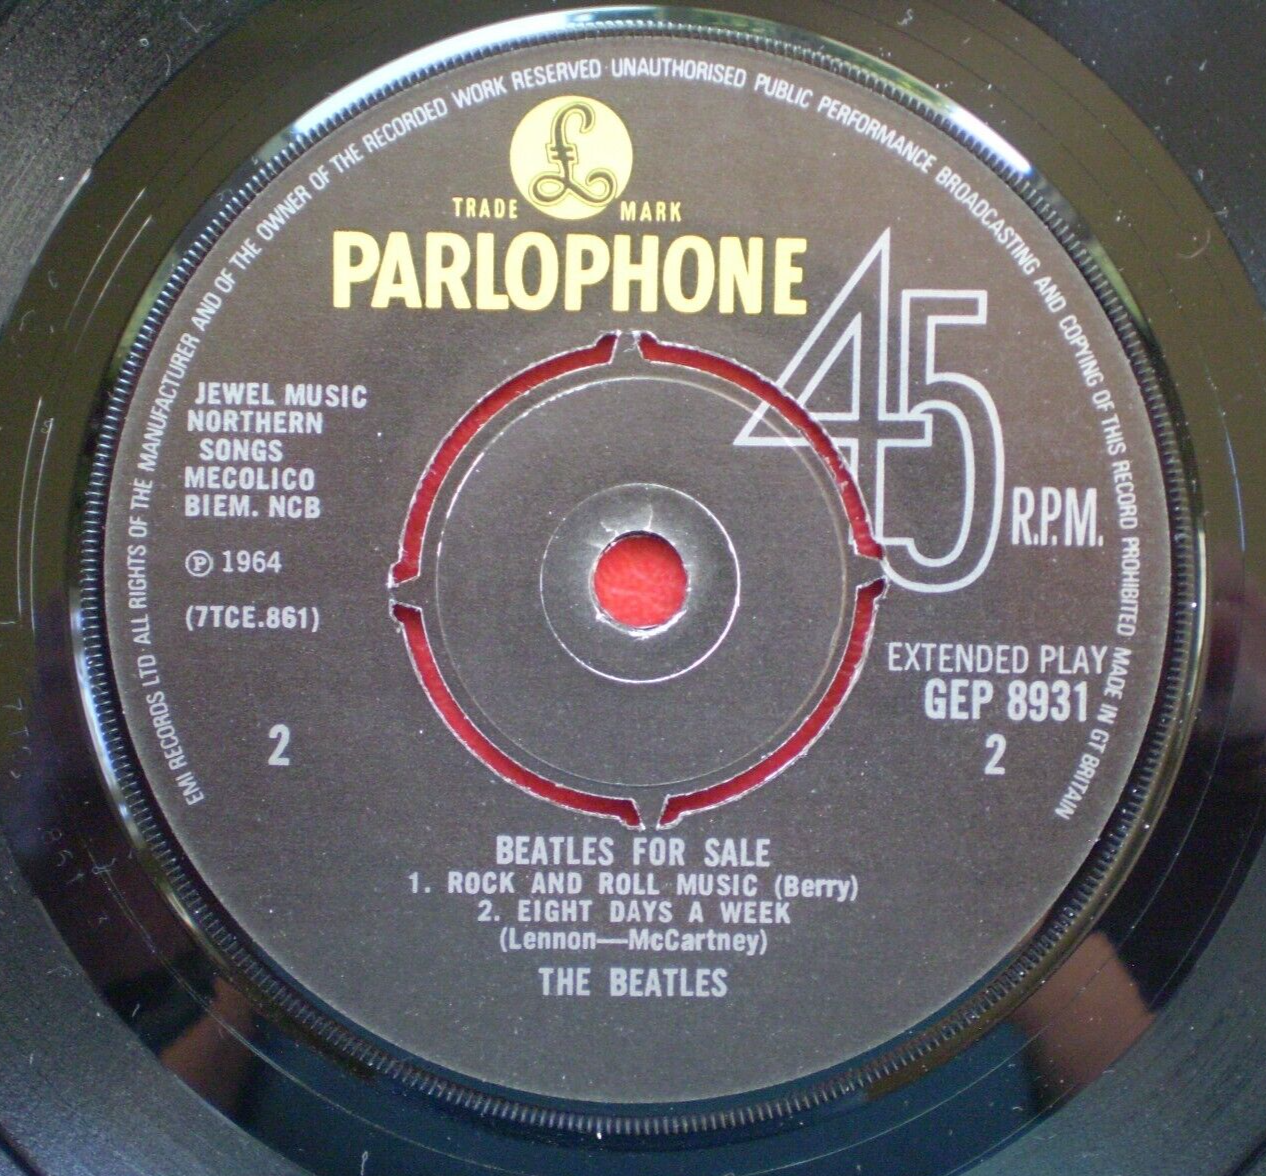 EMI RECORDS LTD · ALL RIGHTS OF THE MANUFACTURER AND OF THE OWNER OF THE RECORDED WORK RESERVED · UNAUTHORISED PUBLIC PERFORMANCE BROADCASTING AND COPYING OF THIS RECORD PROHIBITED MADE IN GT BRITAIN
£
TRADE MARK
PARLOPHONE
45 R.P.M.
JEWEL MUSIC
NORTHERN
SONGS
MECOLICO
BIEM. NCB
℗ 1964
(7TCE.861)
2
EXTENDED PLAY
GEP 8931
2
BEATLES FOR SALE
1. ROCK AND ROLL MUSIC (Berry)
2. EIGHT DAYS A WEEK
(Lennon—McCartney)
THE BEATLES